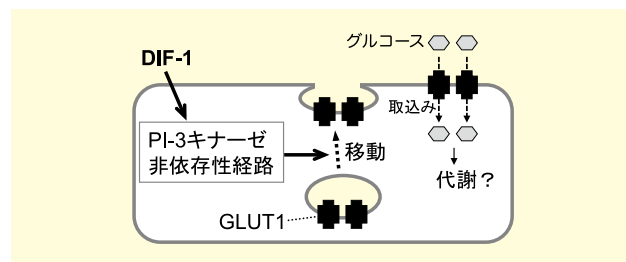 グルコース
DIF-1
取込み
PI-3キナーゼ
非依存性経路
移動
代謝？
GLUT1